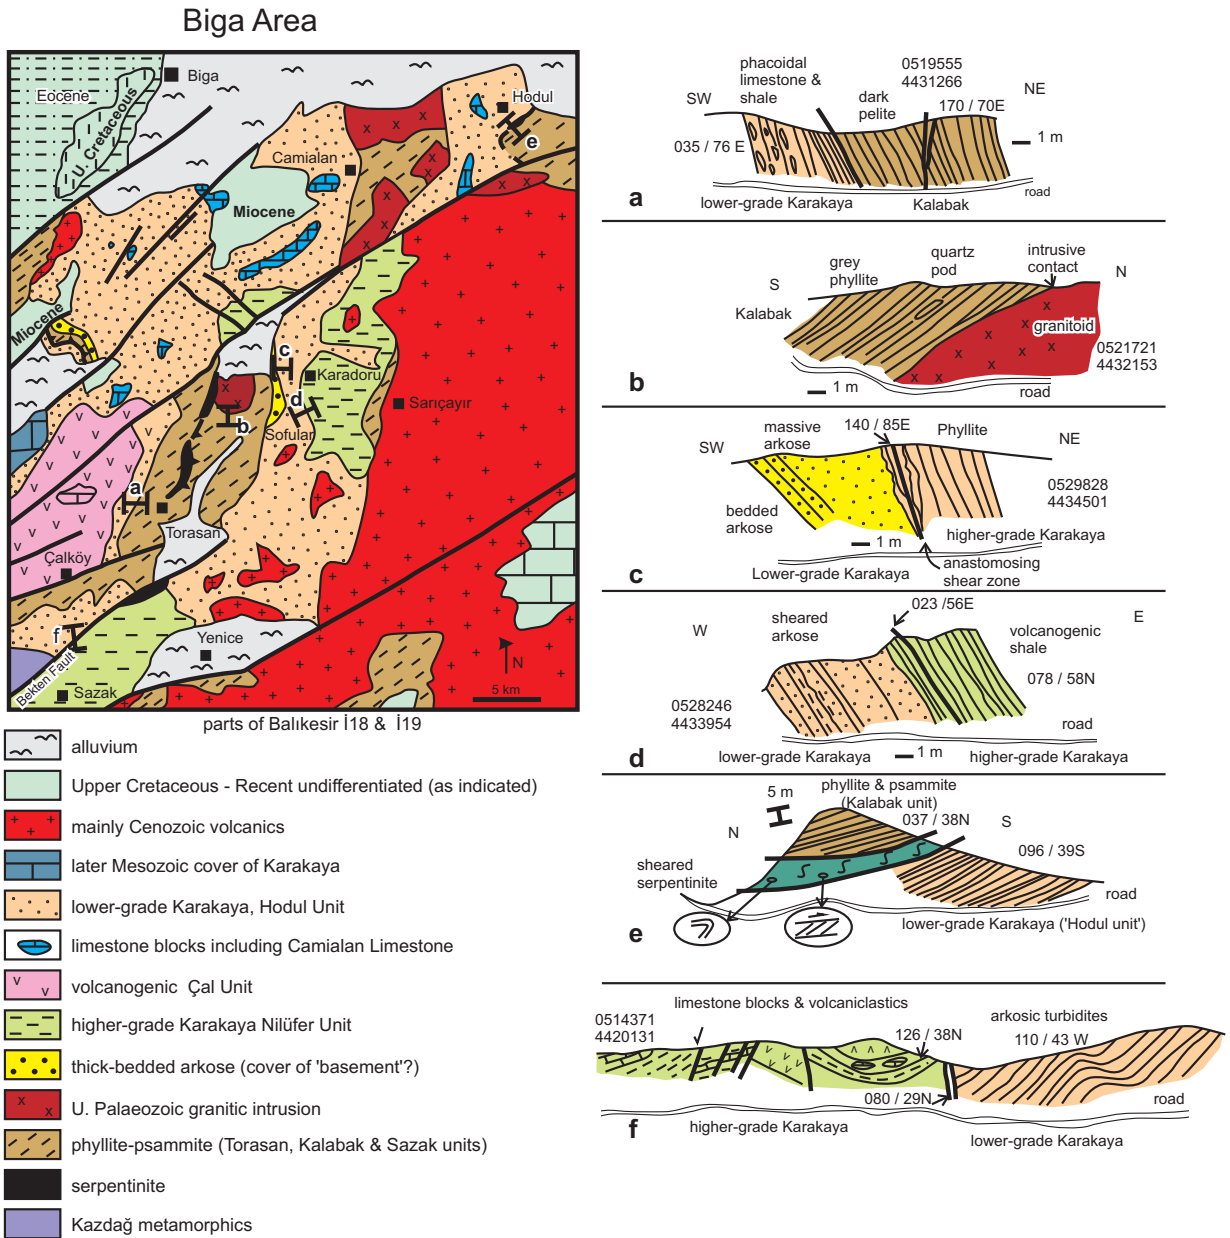 Biga Area
Eocene
U. Cretaceous
Biga
Hodul
e
Camialan
Miocene
Miocene
c
Karadoru
d
b
Sofular
Sarıçayır
a
Torasan
Çalköy
f
Yenice
Bekten Fault
Sazak
N
5 km
parts of Balıkesir İ18 & İ19
alluvium
Upper Cretaceous - Recent undifferentiated (as indicated)
mainly Cenozoic volcanics
later Mesozoic cover of Karakaya
lower-grade Karakaya, Hodul Unit
limestone blocks including Camialan Limestone
volcanogenic Çal Unit
higher-grade Karakaya Nilüfer Unit
thick-bedded arkose (cover of 'basement'?)
U. Palaeozoic granitic intrusion
phyllite-psammite (Torasan, Kalabak & Sazak units)
serpentinite
Kazdağ metamorphics
phacoidal
limestone &
shale
0519555
4431266
SW
dark
pelite
170 / 70E
NE
035 / 76 E
1 m
road
a
lower-grade Karakaya
Kalabak
quartz
pod
intrusive
contact
grey
phyllite
S
N
Kalabak
granitoid
0521721
4432153
b
1 m
road
massive
arkose
140 / 85E
Phyllite
SW
NE
0529828
4434501
bedded
arkose
1 m
higher-grade Karakaya
c
Lower-grade Karakaya
anastomosing
shear zone
023 /56E
W
sheared
arkose
E
volcanogenic
shale
078 / 58N
0528246
4433954
road
d
lower-grade Karakaya
1 m
higher-grade Karakaya
5 m
phyllite & psammite
(Kalabak unit)
037 / 38N
N
S
096 / 39S
sheared
serpentinite
road
e
lower-grade Karakaya ('Hodul unit')
limestone blocks & volcaniclastics
0514371
4420131
arkosic turbidites
126 / 38N
110 / 43 W
080 / 29N
road
f
higher-grade Karakaya
lower-grade Karakaya